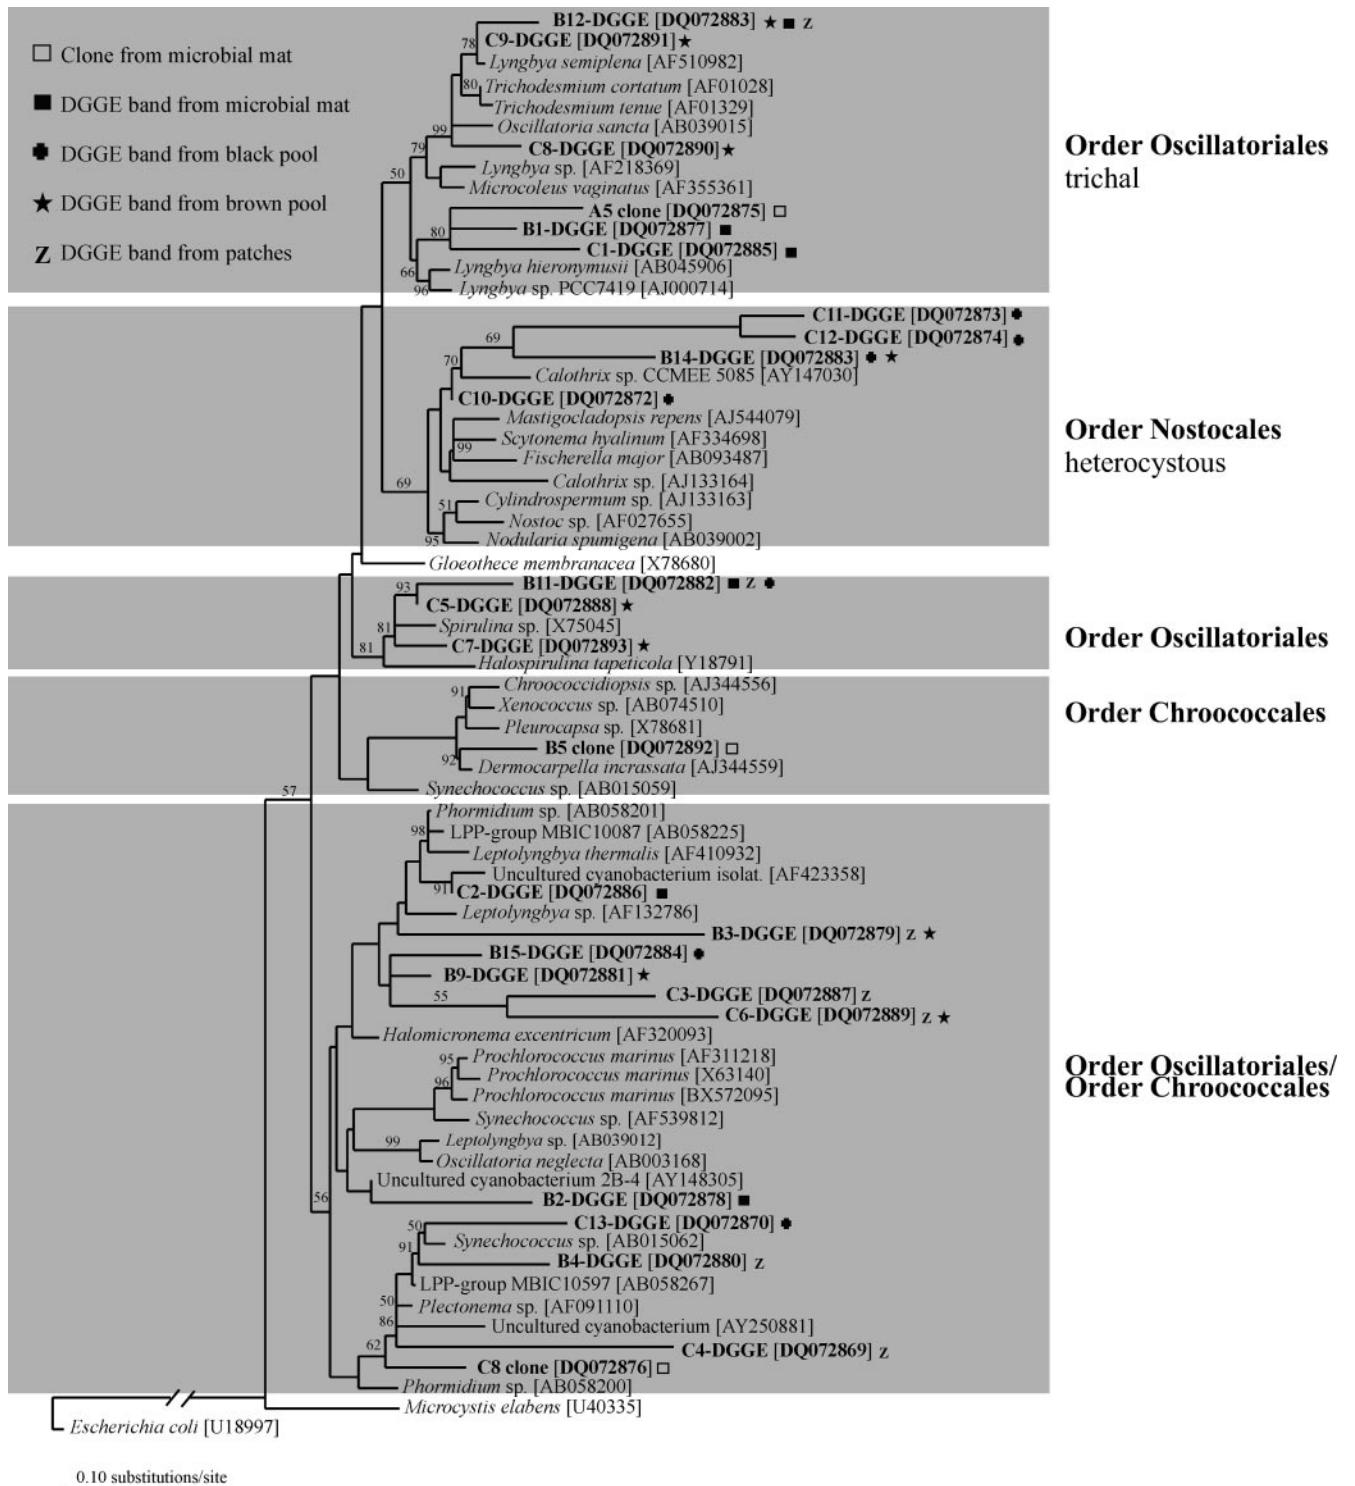 B12-DGGE [DQ072883] ★ ■ z
C9-DGGE [DQ072891] ★
78
□ Clone from microbial mat
Lyngbya semiplena [AF510982]
80
Trichodesmium cortatum [AF01028]
■ DGGE band from microbial mat
Trichodesmium tenue [AF01329]
Oscillatoria sancta [AB039015]
99
Order Oscillatoriales
C8-DGGE [DQ072890] ★
79
DGGE band from black pool
Lyngbya sp. [AF218369]
50
trichal
Microcoleus vaginatus [AF355361]
★ DGGE band from brown pool
A5 clone [DQ072875] □
B1-DGGE [DQ072877] ■
80
C1-DGGE [DQ072885] ■
z DGGE band from patches
Lyngbya hieronymusii [AB045906]
66
Lyngbya sp. PCC7419 [AJ000714]
96
C11-DGGE [DQ072873]
C12-DGGE [DQ072874]
69
B14-DGGE [DQ072883] ★
70
Calothrix sp. CCMEE 5085 [AY147030]
C10-DGGE [DQ072872]
Mastigocladopsis repens [AJ544079]
Order Nostocales
Scytonema hyalinum [AF334698]
99
Fischerella major [AB093487]
heterocystous
Calothrix sp. [AJ133164]
69
Cylindrospermum sp. [AJ133163]
51
Nostoc sp. [AF027655]
Nodularia spumigena [AB039002]
95
Gloeothece membranacea [X78680]
B11-DGGE [DQ072882] ■ z
93
C5-DGGE [DQ072888] ★
Spirulina sp. [X75045]
81
Order Oscillatoriales
C7-DGGE [DQ072893] ★
81
Halospirulina tapeticola [Y18791]
Chroococcidiopsis sp. [AJ344556]
91
Xenococcus sp. [AB074510]
Order Chroococcales
Pleurocapsa sp. [X78681]
B5 clone [DQ072892] □
92
Dermocarpella incrassata [AJ344559]
Synechococcus sp. [AB015059]
57
Phormidium sp. [AB058201]
98
LPP-group MBIC10087 [AB058225]
Leptolyngbya thermalis [AF410932]
Uncultured cyanobacterium isolat. [AF423358]
91
C2-DGGE [DQ072886] ■
Leptolyngbya sp. [AF132786]
B3-DGGE [DQ072879] z ★
B15-DGGE [DQ072884]
B9-DGGE [DQ072881] ★
55
C3-DGGE [DQ072887] z
C6-DGGE [DQ072889] z ★
Halomicronema excentricum [AF320093]
Prochlorococcus marinus [AF311218]
95
Order Oscillatoriales/
Prochlorococcus marinus [X63140]
96
Order Chroococcales
Prochlorococcus marinus [BX572095]
Synechococcus sp. [AF539812]
99
Leptolyngbya sp. [AB039012]
Oscillatoria neglecta [AB003168]
Uncultured cyanobacterium 2B-4 [AY148305]
56
B2-DGGE [DQ072878] ■
C13-DGGE [DQ072870]
50
Synechococcus sp. [AB015062]
91
B4-DGGE [DQ072880] z
LPP-group MBIC10597 [AB058267]
50
Plectonema sp. [AF091110]
86
Uncultured cyanobacterium [AY250881]
62
C4-DGGE [DQ072869] z
C8 clone [DQ072876] □
Phormidium sp. [AB058200]
Microcystis elabens [U40335]
Escherichia coli [U18997]
0.10 substitutions/site